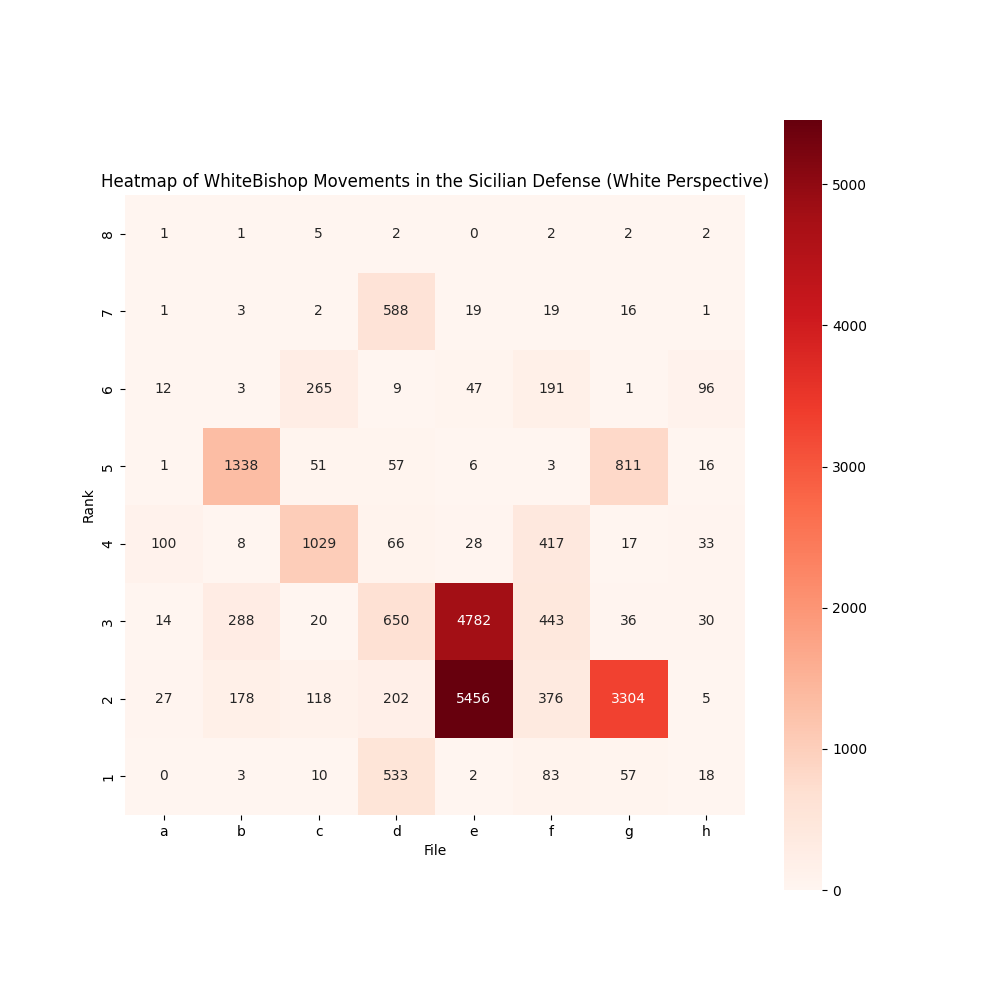 Heatmap of WhiteBishop Movements in the Sicilian Defense (White Perspective)
8 1 1 5 2 0 2 2 2
7 1 3 2 588 19 19 16 1
6 12 3 265 9 47 191 1 96
5 1 1338 51 57 6 3 811 16
Rank
4 100 8 1029 66 28 417 17 33
3 14 288 20 650 4782 443 36 30
2 27 178 118 202 5456 376 3304 5
1 0 3 10 533 2 83 57 18
a b c d e f g h
File
5000
4000
3000
2000
1000
0